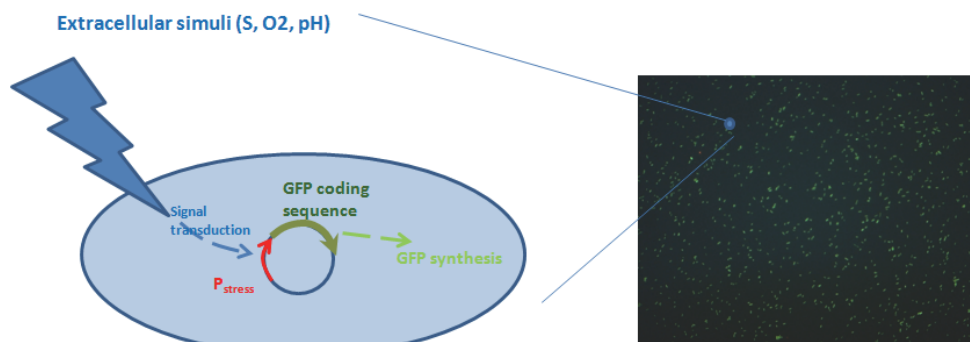 Extracellular simuli (S, O2, pH)
GFP coding
sequence
Signal
transduction
GFP synthesis
Pstress